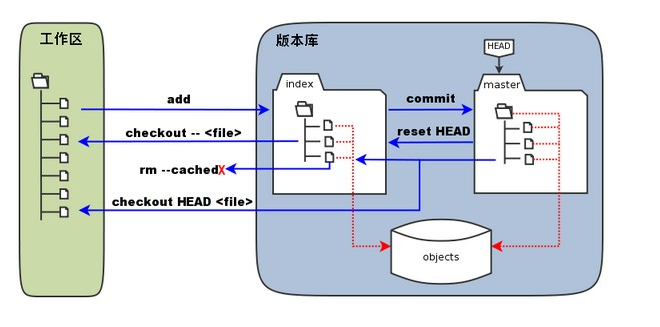 工作区
版本库
HEAD
index
master
add
commit
checkout -- <file>
reset HEAD
rm --cachedX
checkout HEAD <file>
objects